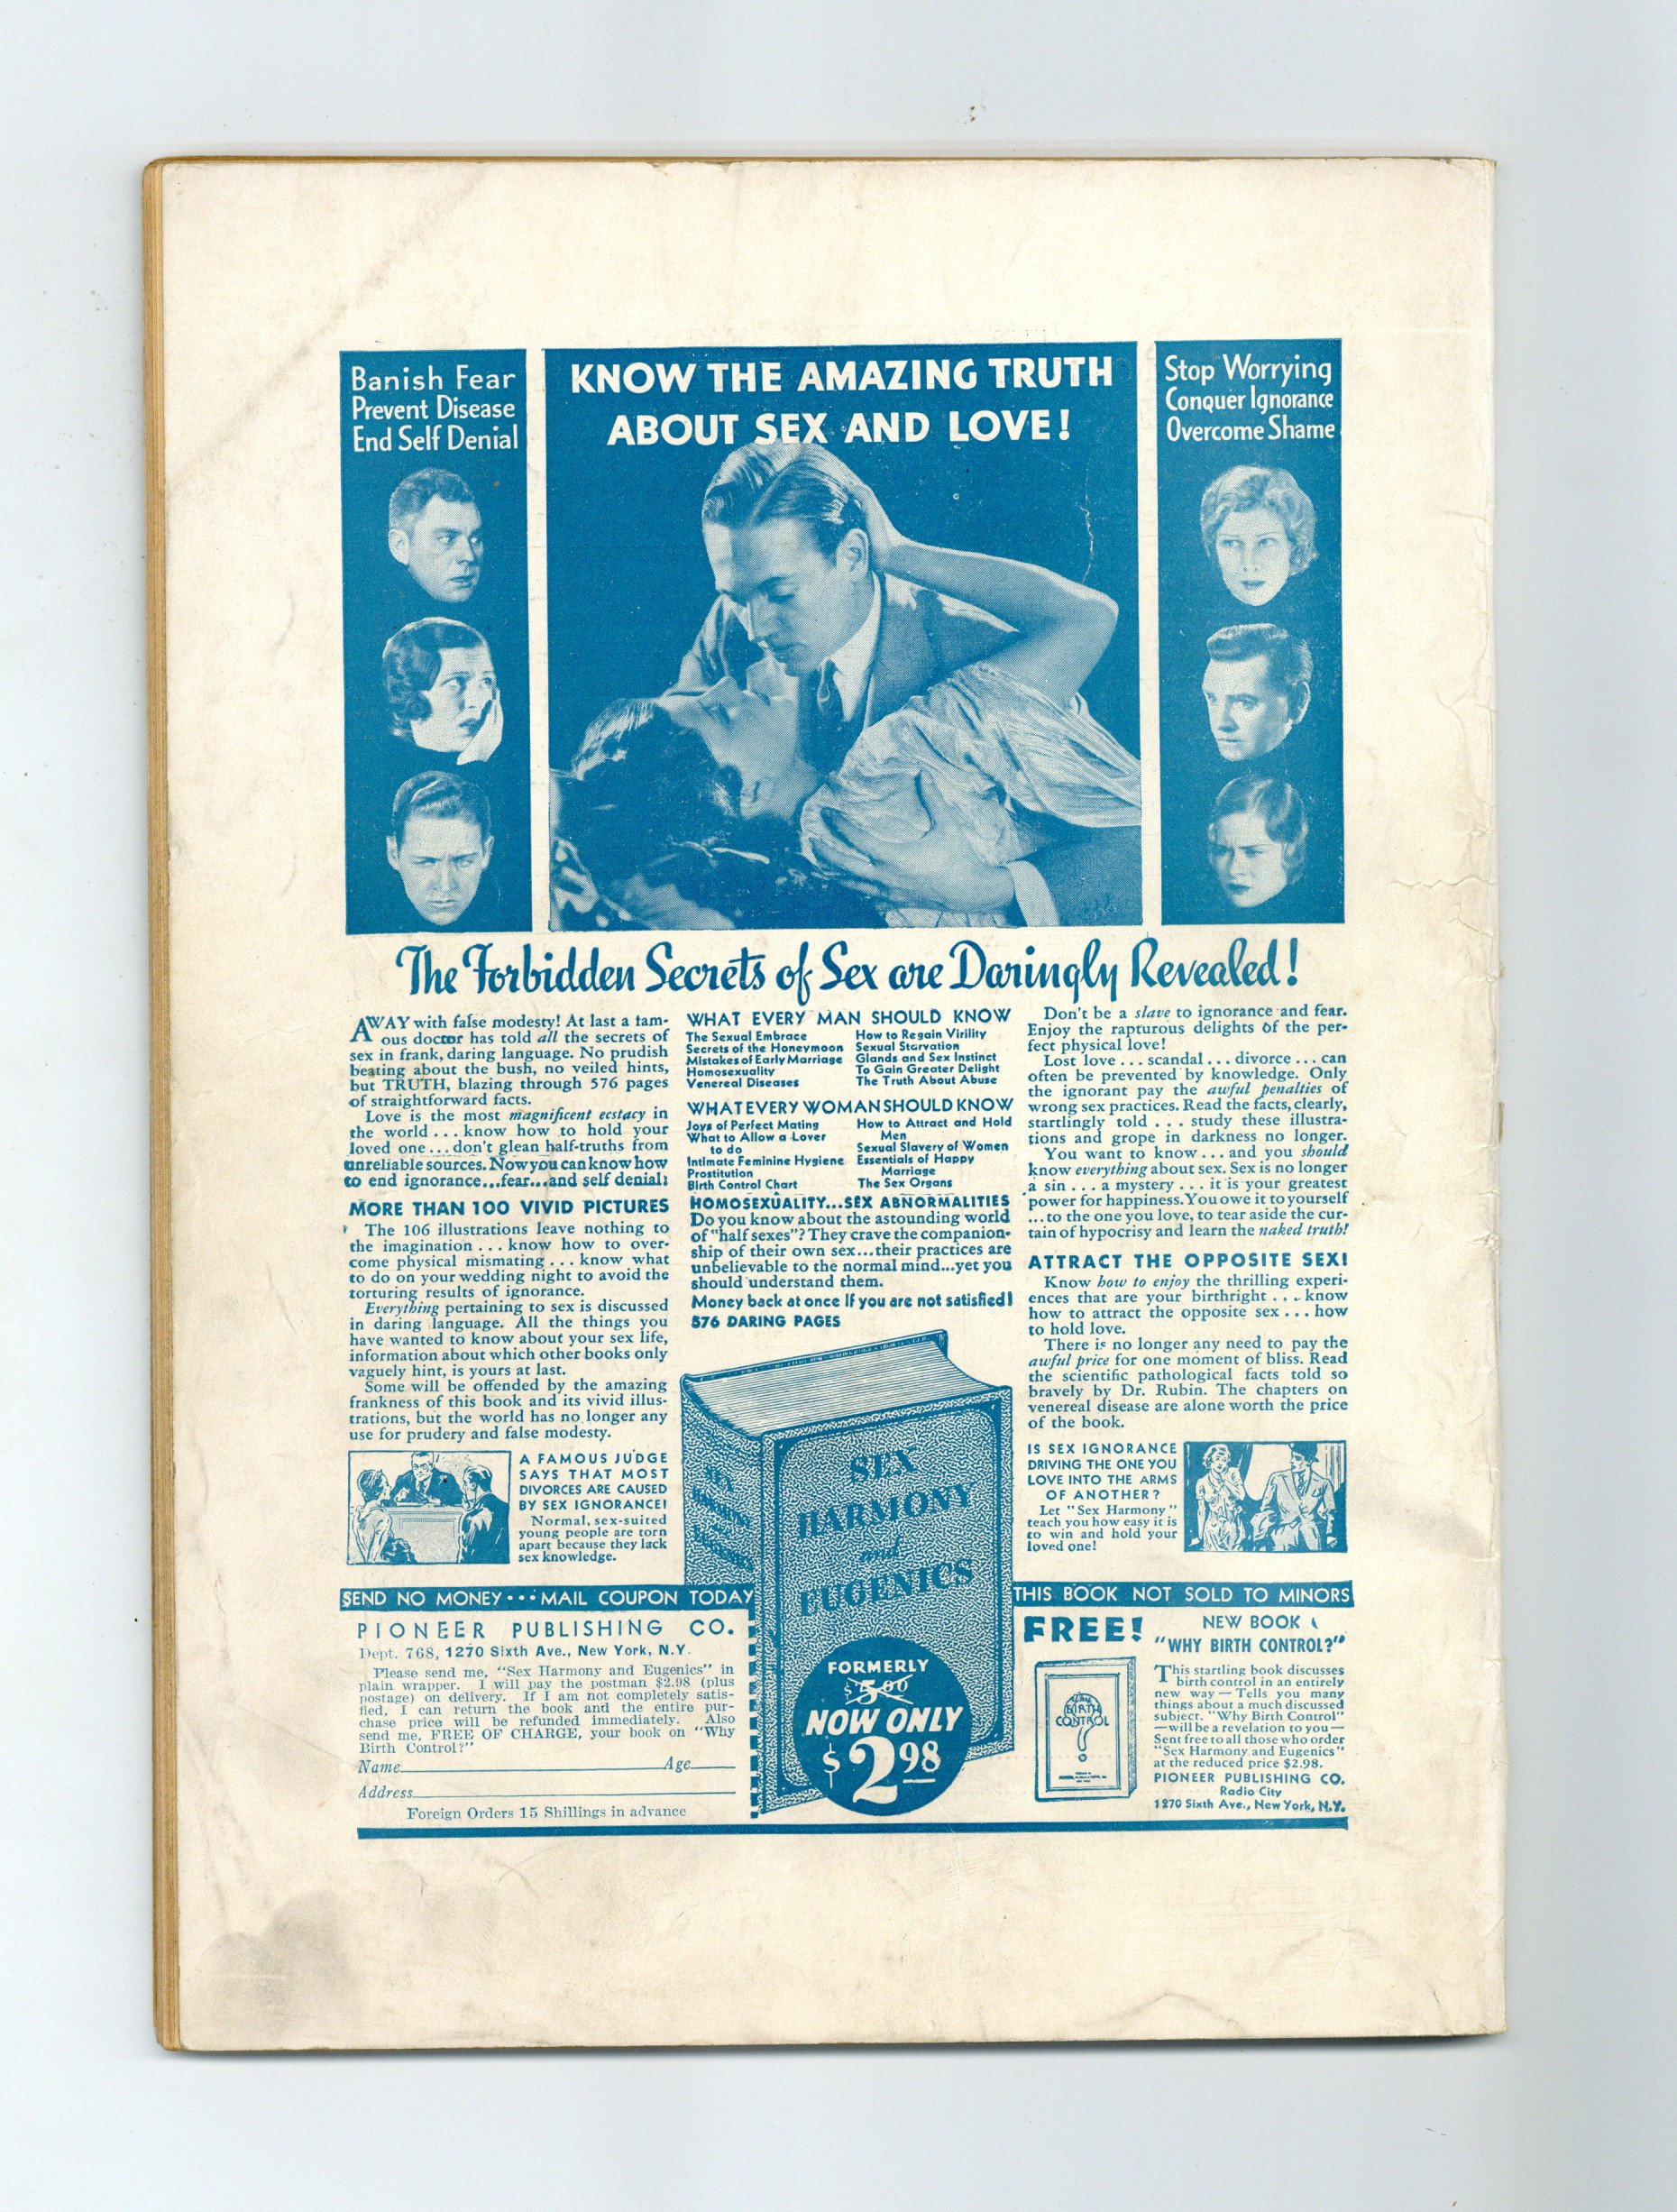 Banish Fear
Prevent Disease
End Self Denial
KNOW THE AMAZING TRUTH
ABOUT SEX AND LOVE!
Stop Worrying
Conquer Ignorance
Overcome Shame
The Forbidden Secrets of Sex are Daringly Revealed!
AWAY with false modesty! At last a fam-
ous doctor has told all the secrets of
sex in frank, daring language. No prudish
beating about the bush, no veiled hints,
but TRUTH, blazing through 576 pages
of straightforward facts.
Love is the most magnificent ecstacy in
the world . . . know how to hold your
loved one . . . don't glean half-truths from
unreliable sources. Now you can know how
to end ignorance...fear...and self denial!
MORE THAN 100 VIVID PICTURES
The 106 illustrations leave nothing to
the imagination . . . know how to over-
come physical mismating . . . know what
to do on your wedding night to avoid the
torturing results of ignorance.
Everything pertaining to sex is discussed
in daring language. All the things you
have wanted to know about your sex life,
information about which other books only
vaguely hint, is yours at last.
Some will be offended by the amazing
frankness of this book and its vivid illus-
trations, but the world has no longer any
use for prudery and false modesty.
A FAMOUS JUDGE
SAYS THAT MOST
DIVORCES ARE CAUSED
BY SEX IGNORANCE!
Normal, sex-suited
young people are torn
apart because they lack
sex knowledge.
WHAT EVERY MAN SHOULD KNOW
The Sexual Embrace
Secrets of the Honeymoon
Mistakes of Early Marriage
Homosexuality
Venereal Diseases
How to Regain Virility
Sexual Starvation
Glands and Sex Instinct
To Gain Greater Delight
The Truth About Abuse
WHAT EVERY WOMAN SHOULD KNOW
Joys of Perfect Mating
What to Allow a Lover
to do
Intimate Feminine Hygiene
Prostitution
Birth Control Chart
How to Attract and Hold
Men
Sexual Slavery of Women
Essentials of Happy
Marriage
The Sex Organs
HOMOSEXUALITY...SEX ABNORMALITIES
Do you know about the astounding world
of "half sexes"? They crave the companion-
ship of their own sex...their practices are
unbelievable to the normal mind...yet you
should understand them.
Money back at once If you are not satisfied!
576 DARING PAGES
SEX
HARMONY
and
EUGENICS
SEX
HARMONY
and
EUGENICS
FORMERLY
$5.00
NOW ONLY
$2.98
Don't be a slave to ignorance and fear.
Enjoy the rapturous delights of the per-
fect physical love!
Lost love . . . scandal . . . divorce . . . can
often be prevented by knowledge. Only
the ignorant pay the awful penalties of
wrong sex practices. Read the facts, clearly,
startlingly told . . . study these illustra-
tions and grope in darkness no longer.
You want to know . . . and you should
know everything about sex. Sex is no longer
a sin . . . a mystery . . . it is your greatest
power for happiness. You owe it to yourself
. . . to the one you love, to tear aside the cur-
tain of hypocrisy and learn the naked truth!
ATTRACT THE OPPOSITE SEX!
Know how to enjoy the thrilling experi-
ences that are your birthright . . . know
how to attract the opposite sex . . . how
to hold love.
There is no longer any need to pay the
awful price for one moment of bliss. Read
the scientific pathological facts told so
bravely by Dr. Rubin. The chapters on
venereal disease are alone worth the price
of the book.
IS SEX IGNORANCE
DRIVING THE ONE YOU
LOVE INTO THE ARMS
OF ANOTHER?
Let "Sex Harmony"
teach you how easy it is
to win and hold your
loved one!
SEND NO MONEY • • • MAIL COUPON TODAY
PIONEER PUBLISHING CO.
Dept. 768, 1270 Sixth Ave., New York, N.Y.
Please send me, "Sex Harmony and Eugenics" in
plain wrapper. I will pay the postman $2.98 (plus
postage) on delivery. If I am not completely satis-
fied, I can return the book and the entire pur-
chase price will be refunded immediately. Also
send me, FREE OF CHARGE, your book on "Why
Birth Control?"
Name Age
Address
Foreign Orders 15 Shillings in advance
THIS BOOK NOT SOLD TO MINORS
FREE!
NEW BOOK
"WHY BIRTH CONTROL?"
WHY
BIRTH
CONTROL
?
This startling book discusses
birth control in an entirely
new way — Tells you many
things about a much discussed
subject. "Why Birth Control"
—will be a revelation to you—
Sent free to all those who order
"Sex Harmony and Eugenics"
at the reduced price $2.98.
PIONEER PUBLISHING CO.
Radio City
1270 Sixth Ave., New York, N.Y.